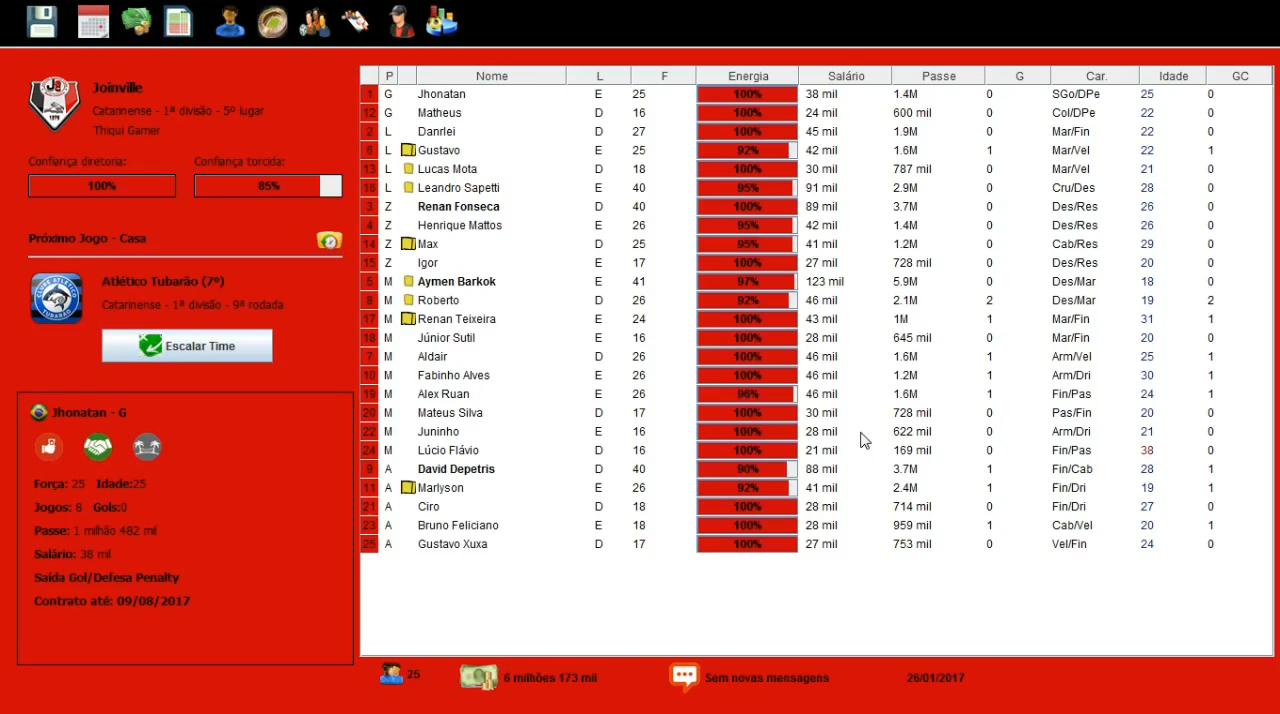 Joinville
Catarinense - 1ª divisão - 5º lugar
Thiqui Gamer
Confiança diretoria: Confiança torcida:
100% 85%
Próximo Jogo - Casa
Atlético Tubarão (7º)
Catarinense - 1ª divisão - 9ª rodada
Escalar Time
Jhonatan - G
Força: 25 Idade:25
Jogos: 8 Gols:0
Passe: 1 milhão 482 mil
Salário: 38 mil
Saída Gol/Defesa Penalty
Contrato até: 09/08/2017
P Nome L F Energia Salário Passe G Car. Idade GC
1 G Jhonatan E 25 100% 38 mil 1.4M 0 SGo/DPe 25 0
12 G Matheus D 16 100% 24 mil 600 mil 0 Col/DPe 22 0
2 L Danrlei D 27 100% 45 mil 1.9M 0 Mar/Fin 22 0
6 L Gustavo E 25 92% 42 mil 1.6M 1 Mar/Vel 22 1
13 L Lucas Mota D 18 100% 30 mil 787 mil 0 Mar/Vel 21 0
16 L Leandro Sapetti E 40 95% 91 mil 2.9M 0 Cru/Des 28 0
3 Z Renan Fonseca D 40 100% 89 mil 3.7M 0 Des/Res 26 0
4 Z Henrique Mattos E 26 95% 42 mil 1.4M 0 Des/Res 26 0
14 Z Max D 25 95% 41 mil 1.2M 0 Cab/Res 29 0
15 Z Igor E 17 100% 27 mil 728 mil 0 Des/Res 20 0
5 M Aymen Barkok E 41 97% 123 mil 5.9M 0 Des/Mar 18 0
8 M Roberto D 26 92% 46 mil 2.1M 2 Des/Mar 19 2
17 M Renan Teixeira E 24 100% 43 mil 1M 1 Mar/Fin 31 1
18 M Júnior Sutil E 16 100% 28 mil 645 mil 0 Mar/Fin 20 0
7 M Aldair D 26 100% 46 mil 1.6M 1 Arm/Vel 25 1
10 M Fabinho Alves E 26 100% 46 mil 1.2M 1 Arm/Dri 30 1
19 M Alex Ruan E 26 96% 46 mil 1.6M 1 Fin/Pas 24 1
20 M Mateus Silva D 17 100% 30 mil 728 mil 0 Pas/Fin 20 0
22 M Juninho E 16 100% 28 mil 622 mil 0 Arm/Dri 21 0
24 M Lúcio Flávio D 16 100% 21 mil 169 mil 0 Fin/Pas 38 0
9 A David Depetris D 40 90% 88 mil 3.7M 1 Fin/Cab 28 1
11 A Marlyson E 26 92% 41 mil 2.4M 1 Fin/Dri 19 1
21 A Ciro D 18 100% 28 mil 714 mil 0 Fin/Dri 27 0
23 A Bruno Feliciano E 18 100% 28 mil 959 mil 1 Cab/Vel 20 1
25 A Gustavo Xuxa D 17 100% 27 mil 753 mil 0 Vel/Fin 24 0
25 6 milhões 173 mil Sem novas mensagens 26/01/2017